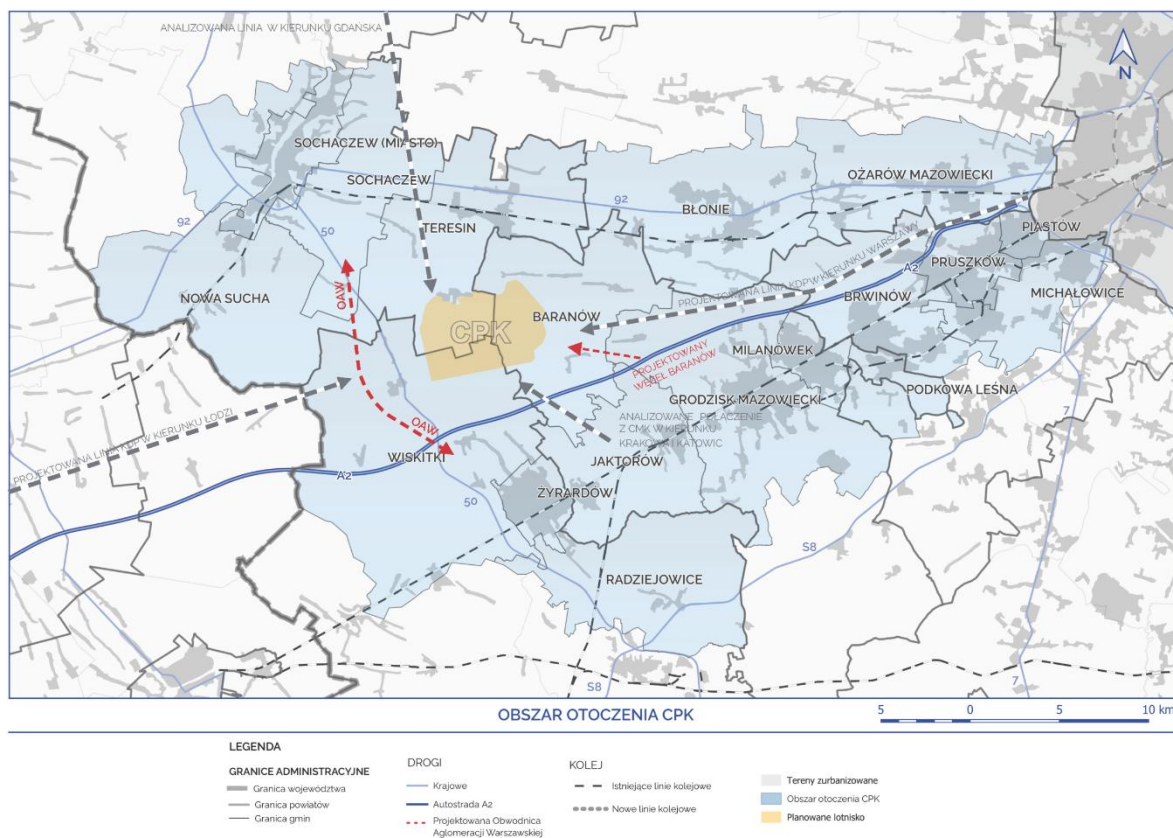 ANALIZOWANA LINIA W KIERUNKU GDAŃSKA
N
SOCHACZEW (MIASTO)
SOCHACZEW
OŻARÓW MAZOWIECKI
92
BŁONIE
92
50
TERESIN
PIASTÓW
PRUSZKÓW
A2
PROJEKTOWANA LINIA KDP W KIERUNKU WARSZAWY
MICHAŁOWICE
NOWA SUCHA
OAW
BRWINÓW
BARANÓW
CPK
MILANÓWEK
PROJEKTOWANY
WĘZEŁ BARANÓW
PODKOWA LEŚNA
7
GRODZISK MAZOWIECKI
ANALIZOWANE POŁĄCZENIE
Z CMK W KIERUNKU
KRAKOWA I KATOWIC
PROJEKTOWANA LINIA KDP W KIERUNKU ŁODZI
OAW
WISKITKI
JAKTORÓW
A2
ŻYRARDÓW
50
S8
RADZIEJOWICE
S8
7
OBSZAR OTOCZENIA CPK
5 0 5 10 km
LEGENDA
GRANICE ADMINISTRACYJNE
Granica województwa
Granica powiatów
Granica gmin
DROGI
Krajowe
Autostrada A2
Projektowana Obwodnica
Aglomeracji Warszawskiej
KOLEJ
Istniejące linie kolejowe
Nowe linie kolejowe
Tereny zurbanizowane
Obszar otoczenia CPK
Planowane lotnisko